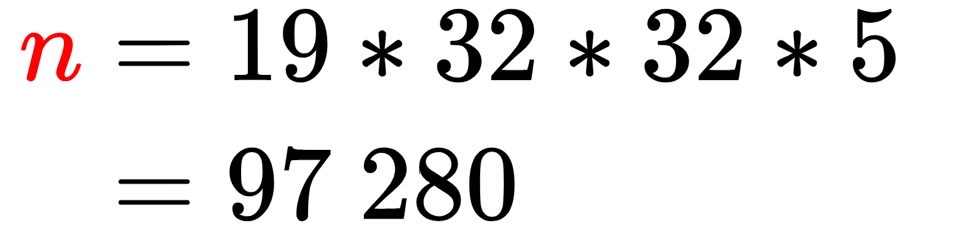 n = 19 * 32 * 32 * 5
= 97 280